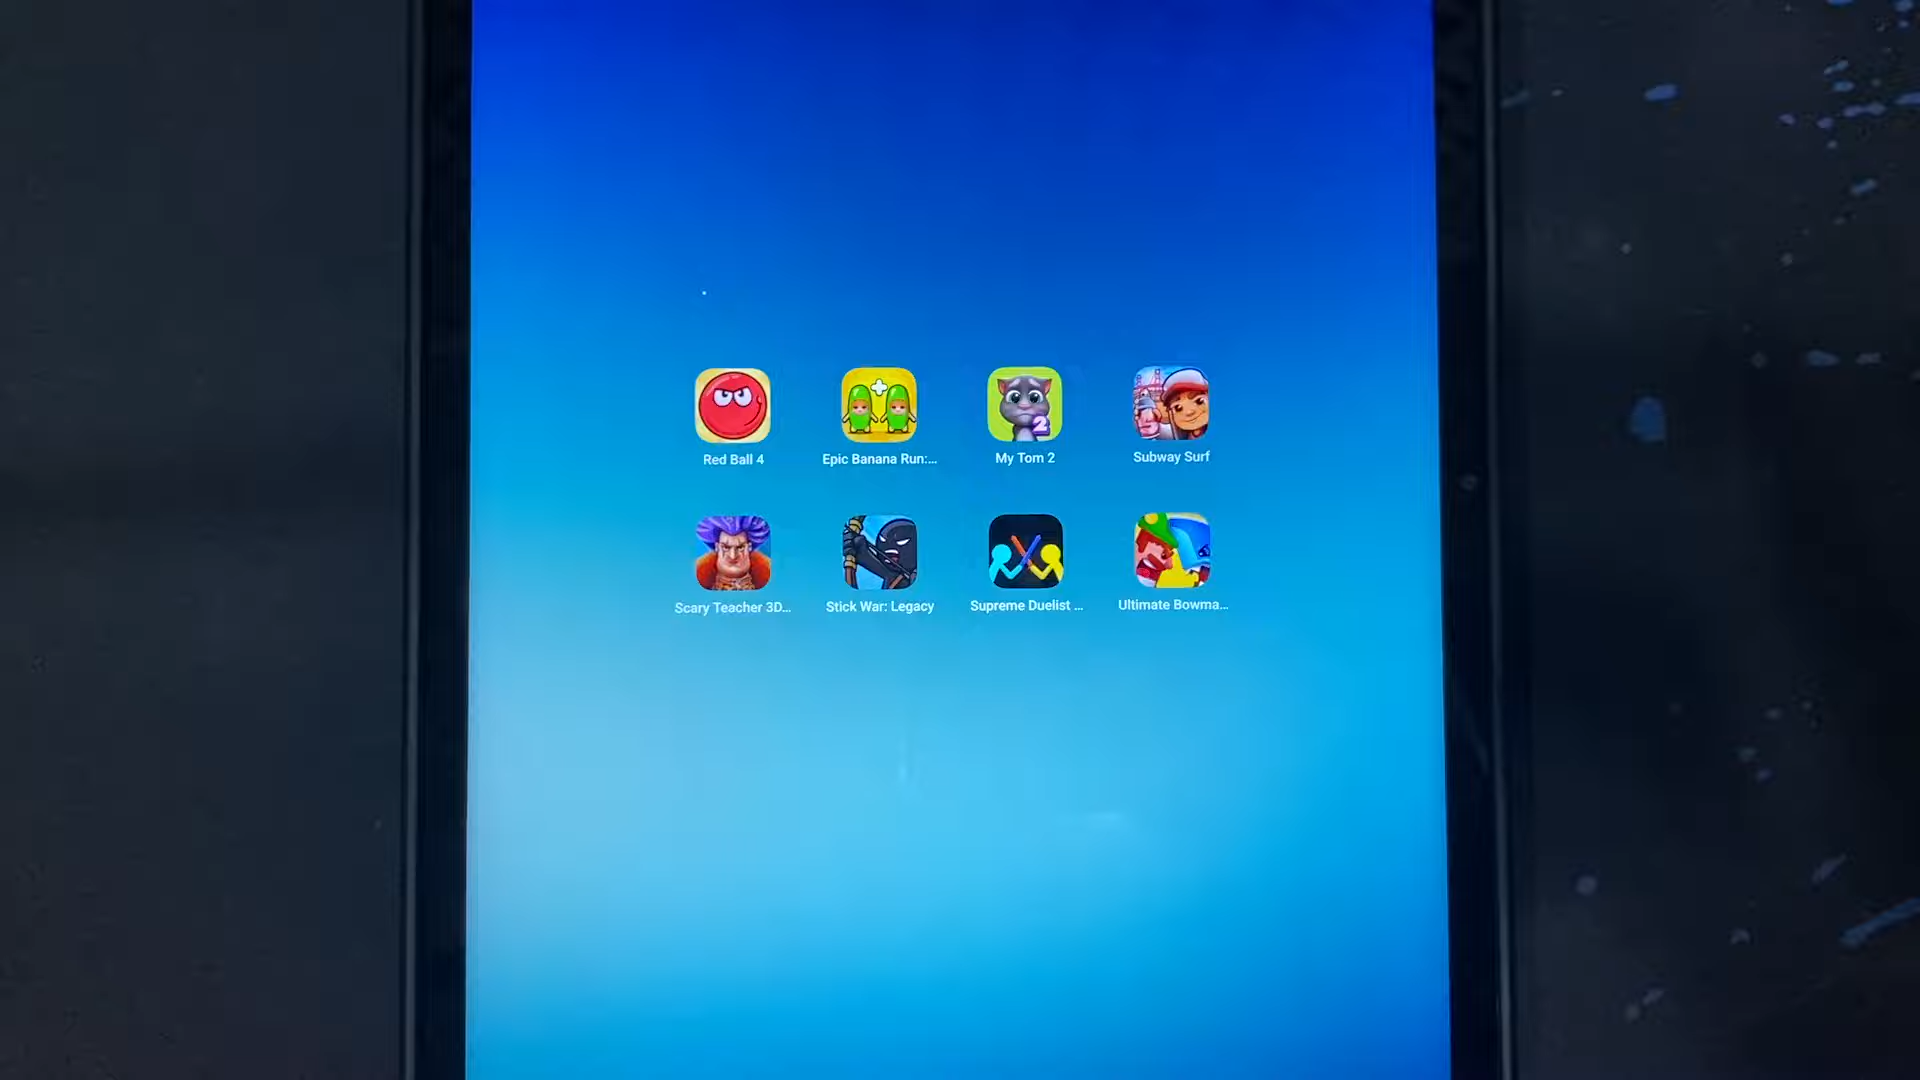 Red Ball 4
Epic Banana Run:...
My Tom 2
Subway Surf
2
Scary Teacher 3D...
Stick War: Legacy
Supreme Duelist ...
Ultimate Bowma...